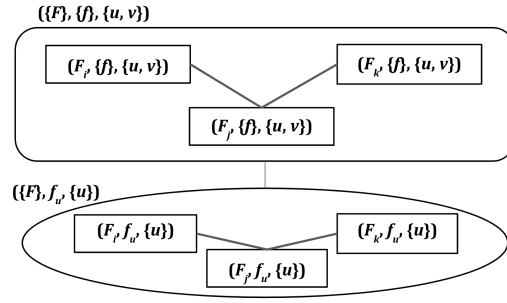 ({F}, {f}, {u, v})
(F_i, {f}, {u, v})
(F_k, {f}, {u, v})
(F_j, {f}, {u, v})
({F}, f_u, {u})
(F_i, f_u, {u})
(F_k, f_u, {u})
(F_j, f_u, {u})